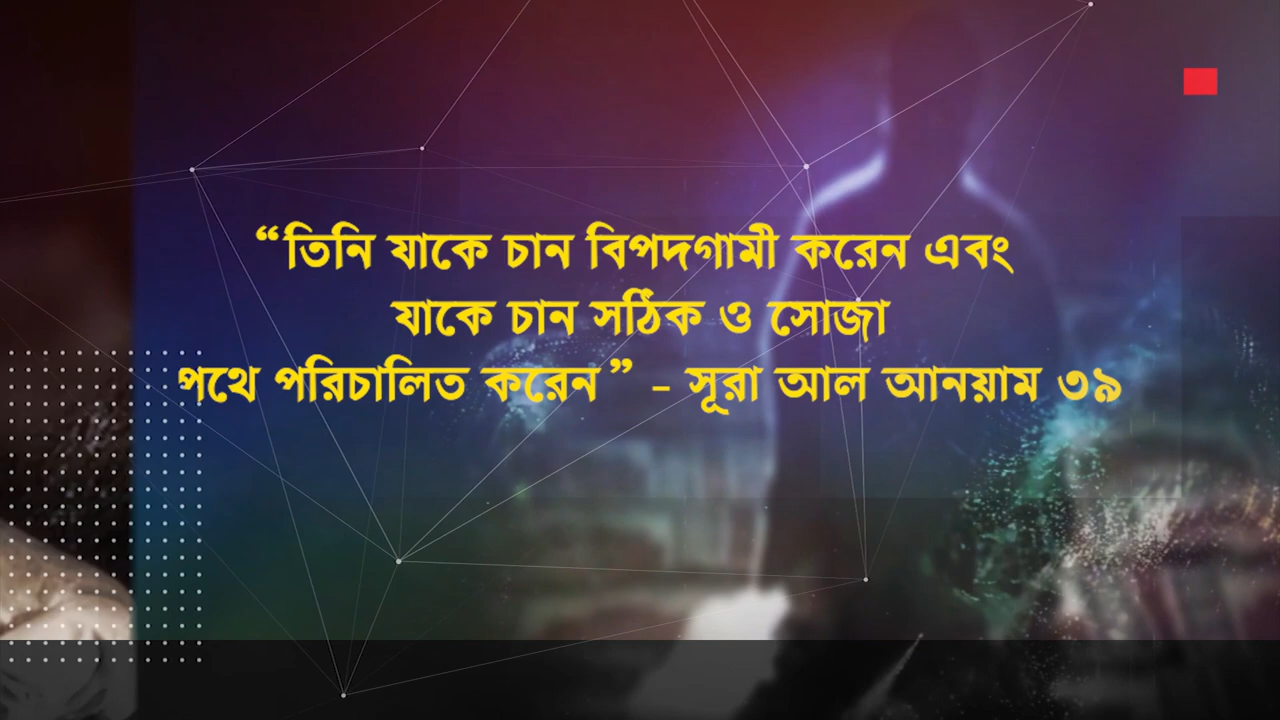 “তিনি যাকে চান বিপদগামী করেন এবং
যাকে চান সঠিক ও সোজা
পথে পরিচালিত করেন ” - সূরা আল আনয়াম ৩৯